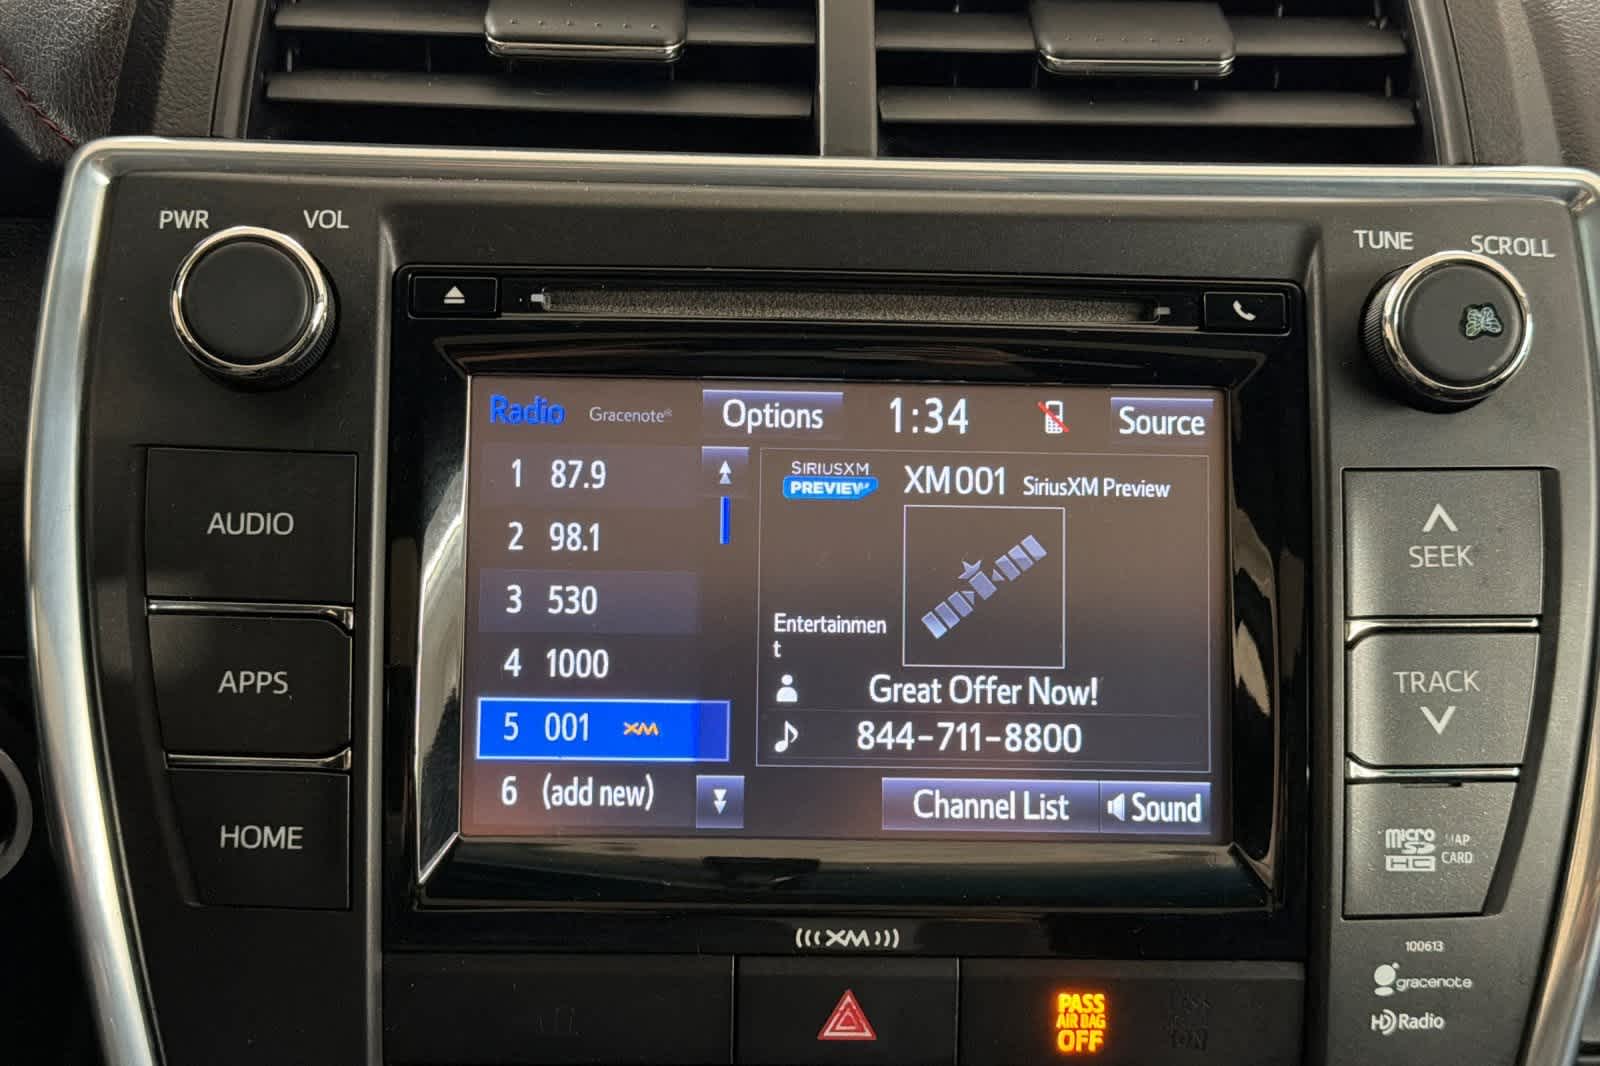 PWR VOL
TUNE SCROLL
Radio Gracenote® Options 1:34 Source
1 87.9
2 98.1
3 530
4 1000
5 001 XM
6 (add new)
SIRIUSXM
PREVIEW
XM001 SiriusXM Preview
Entertainmen
t
Great Offer Now!
844-711-8800
Channel List Sound
AUDIO
APPS
HOME
SEEK
TRACK
micro
SD
HC
MAP
CARD
(((XM)))
100613
gracenote
HD Radio
PASS
AIR BAG
OFF